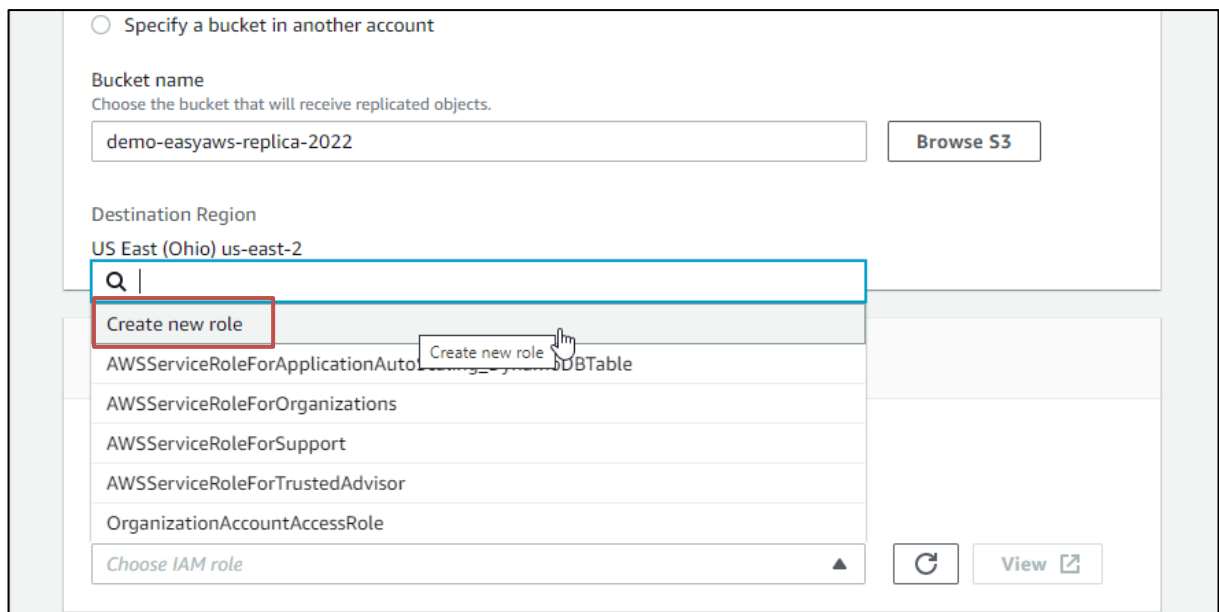 Specify a bucket in another account
Bucket name
Choose the bucket that will receive replicated objects.
demo-easyaws-replica-2022
Browse S3
Destination Region
US East (Ohio) us-east-2
Create new role
Create new role
AWSServiceRoleForApplicationAutoScaling_DynamoDBTable
AWSServiceRoleForOrganizations
AWSServiceRoleForSupport
AWSServiceRoleForTrustedAdvisor
OrganizationAccountAccessRole
Choose IAM role
View